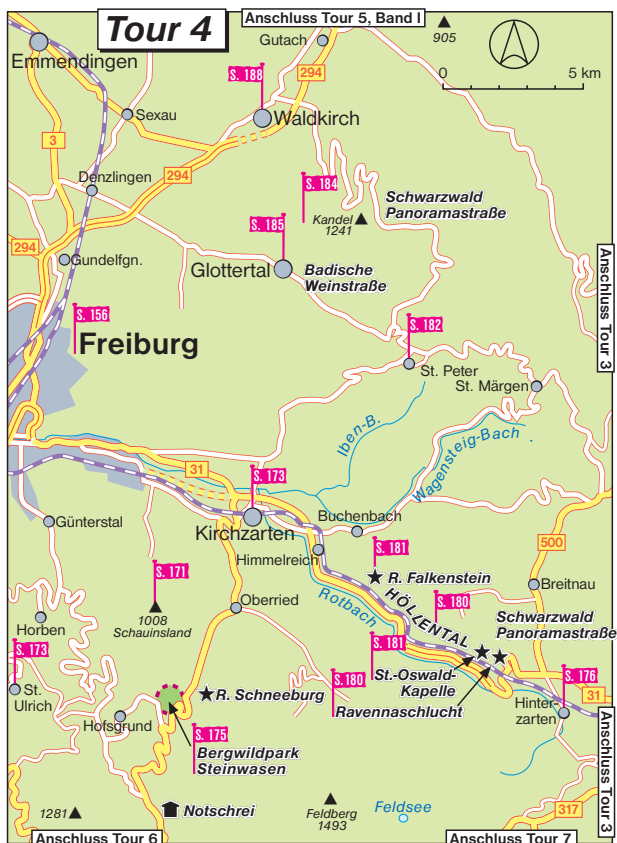 Tour 4
Anschluss Tour 5, Band I
905
Gutach
Emmendingen
0
5 km
S. 188
294
Sexau
Waldkirch
3
294
Denzlingen
S. 184
Schwarzwald
Panoramastraße
Kandel
1241
S. 185
294
Gundelfgn.
Glottertal
Badische
Weinstraße
Anschluss Tour 3
S. 156
Freiburg
S. 182
St. Peter
St. Märgen
Iben-B.
Wagensteig-Bach
31
S. 173
Günterstal
Kirchzarten
Buchenbach
Himmelreich
S. 181
500
R. Falkenstein
Breitnau
S. 171
1008
Schauinsland
Oberried
Rotbach
HÖLLENTAL
S. 180
Schwarzwald
Panoramastraße
Horben
S. 173
St.
Ulrich
S. 181
St.-Oswald-
Kapelle
S. 180
Ravennaschlucht
S. 176
31
Hinter-
zarten
R. Schneeburg
Hofsgrund
S. 175
Bergwildpark
Steinwasen
Anschluss Tour 3
1281
Notschrei
Feldberg
1493
Feldsee
317
Anschluss Tour 6
Anschluss Tour 7